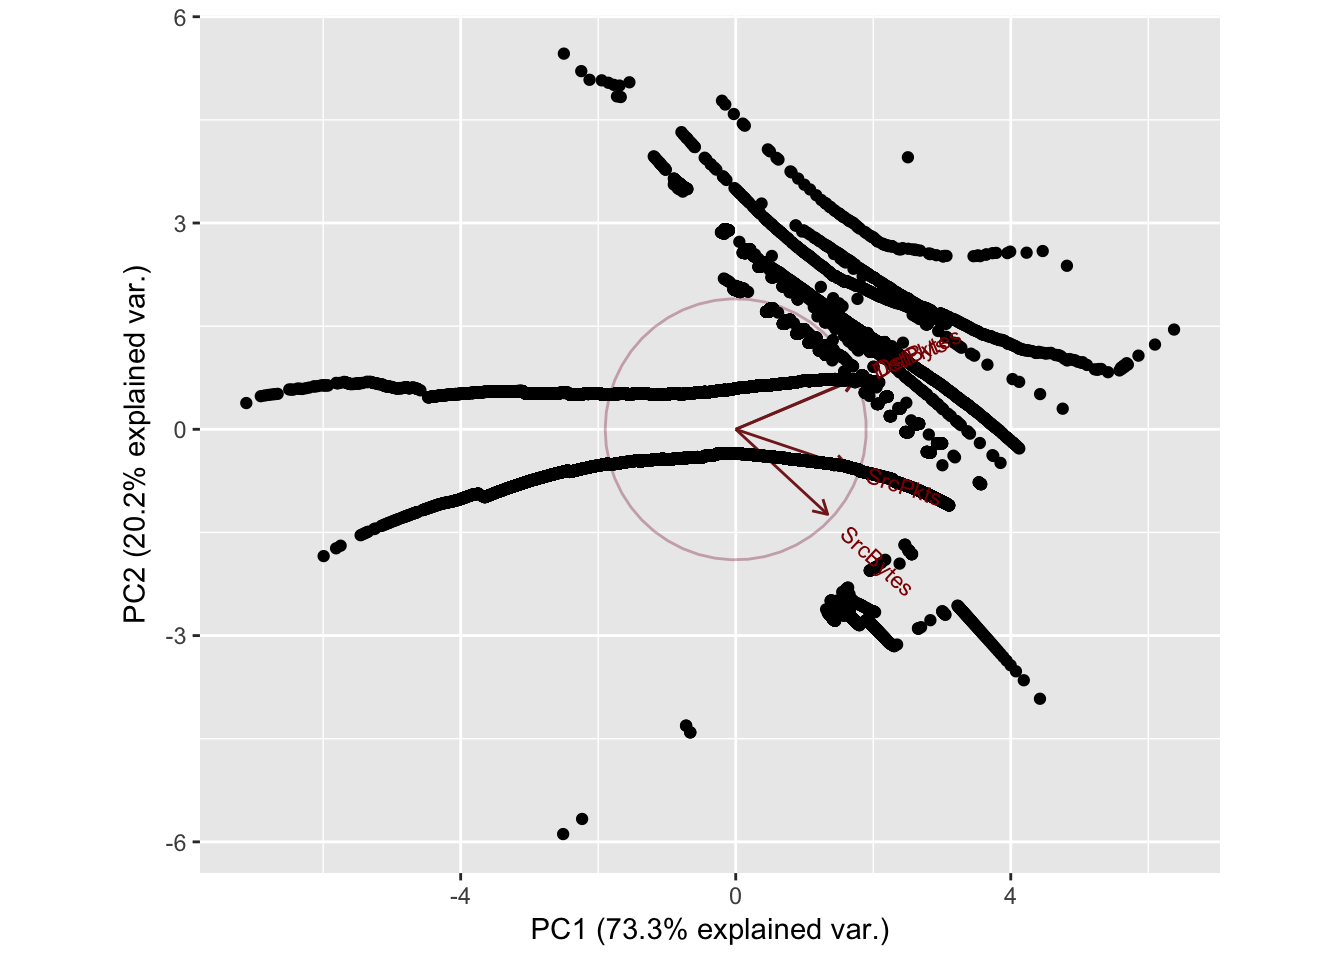 6
3
0
-3
-6
PC2 (20.2% explained var.)
SrcPkts
SrcBytes
-4
0
4
PC1 (73.3% explained var.)